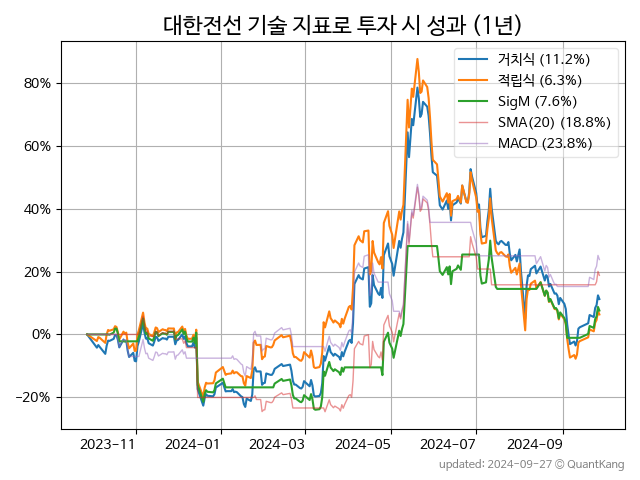 대한전선 기술 지표로 투자 시 성과 (1년)
거치식 (11.2%)
적립식 (6.3%)
SigM (7.6%)
SMA(20) (18.8%)
MACD (23.8%)
80%
60%
40%
20%
0%
−20%
2023−11 2024−01 2024−03 2024−05 2024−07 2024−09
updated: 2024-09-27 @ QuantKang